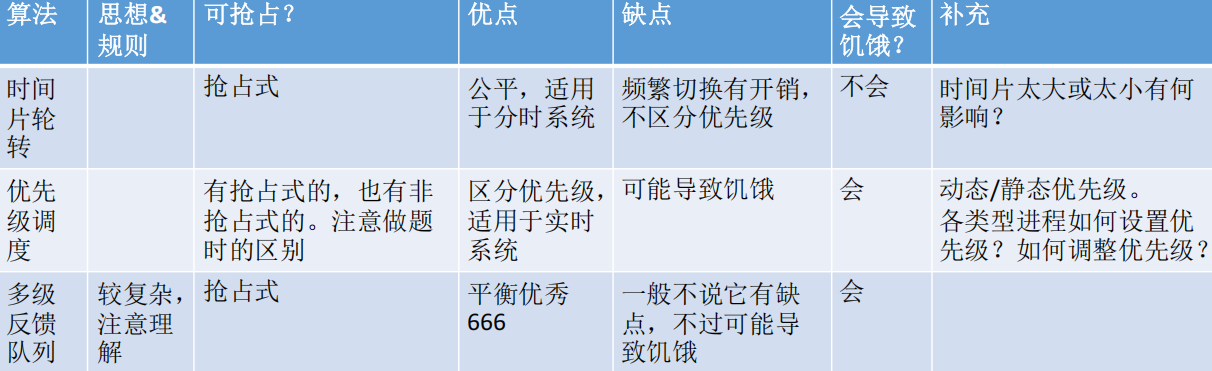 算法
思想&
规则
可抢占？
优点
缺点
会导致
饥饿？
补充
时间
片轮
转
抢占式
公平，适用
于分时系统
频繁切换有开销，
不区分优先级
不会
时间片太大或太小有何
影响？
优先
级调
度
有抢占式的，也有非
抢占式的。注意做题
时的区别
区分优先级，
适用于实时
系统
可能导致饥饿
会
动态/静态优先级。
各类型进程如何设置优
先级？如何调整优先级？
多级
反馈
队列
较复杂，
注意理
解
抢占式
平衡优秀
666
一般不说它有缺
点，不过可能导
致饥饿
会